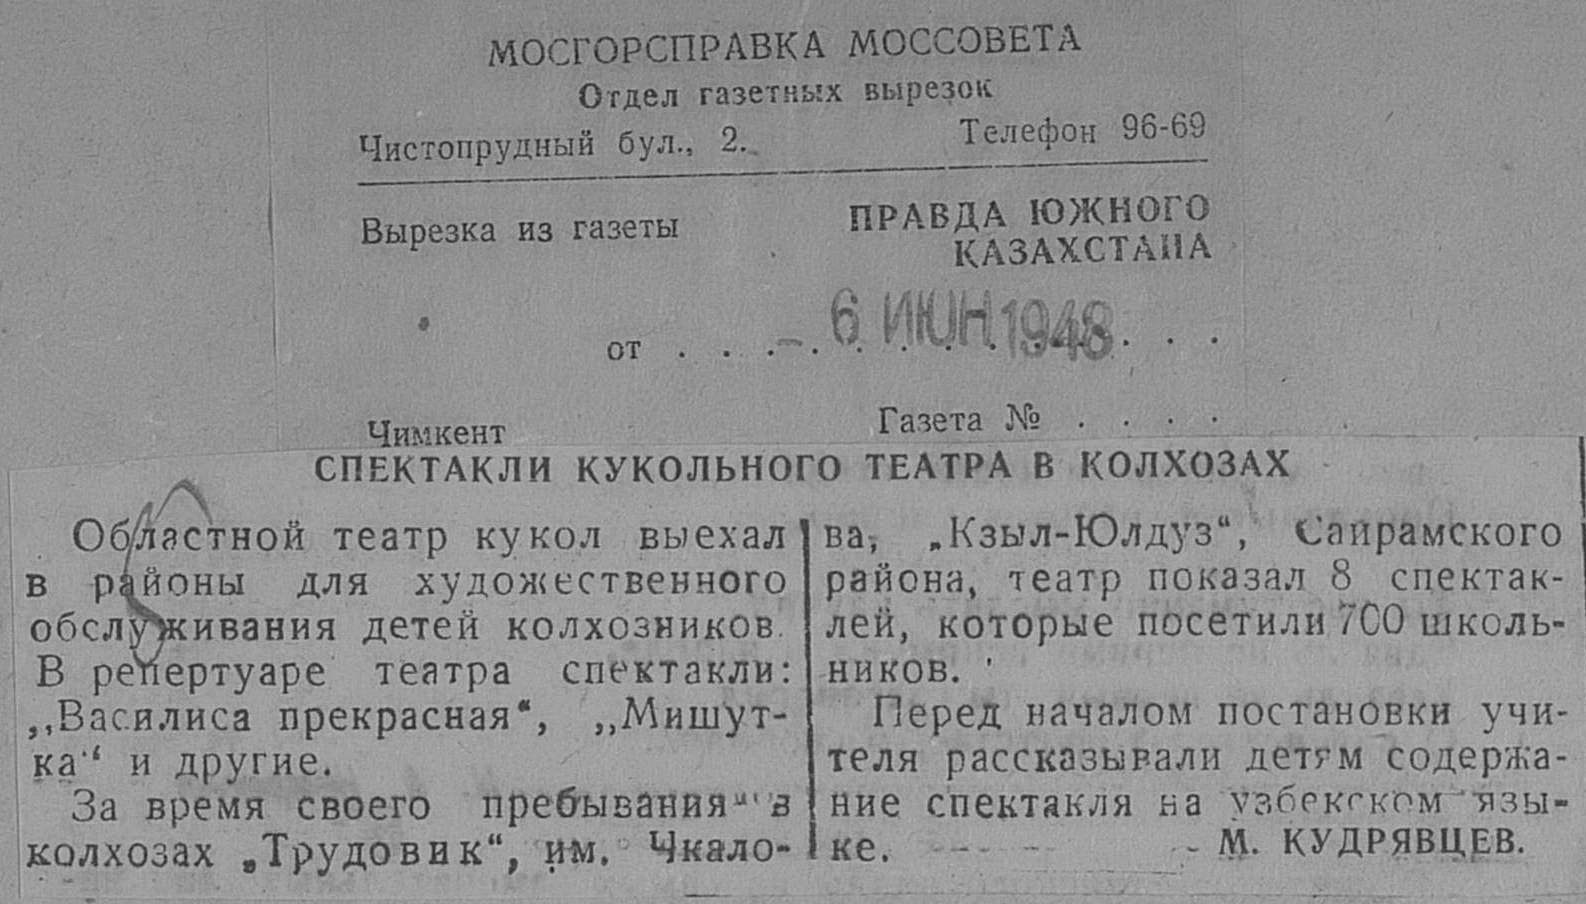 МОСГОРСПРАВКА МОССОВЕТА
Отдел газетных вырезок
Чистопрудный бул., 2. Телефон 96-69
Вырезка из газеты ПРАВДА ЮЖНОГО
КАЗАХСТАНА
от . . . - 6 ИЮН 1948 . . .
Чимкент Газета № . . . .
СПЕКТАКЛИ КУКОЛЬНОГО ТЕАТРА В КОЛХОЗАХ
Областной театр кукол выехал
в районы для художественного
обслуживания детей колхозников.
В репертуаре театра спектакли:
„Василиса прекрасная“, „Мишут-
ка“ и другие.
За время своего пребывания в
колхозах „Трудовик“, им. Чкало-
ва, „Кзыл-Юлдуз“, Сайрамского
района, театр показал 8 спектак-
лей, которые посетили 700 школь-
ников.
Перед началом постановки учи-
теля рассказывали детям содержа-
ние спектакля на узбекском язы-
ке.
М. КУДРЯВЦЕВ.